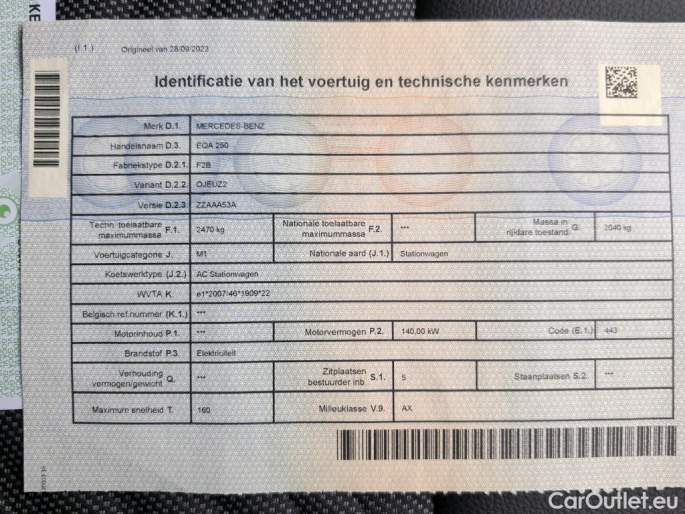 KE
(I.1.) Origineel van 28/09/2023
Identificatie van het voertuig en technische kenmerken
Merk D.1. MERCEDES-BENZ
Handelsnaam D.3. EQA 250
Fabriekstype D.2.1. F2B
Variant D.2.2. OJEUZ2
Versie D.2.3 ZZAAA53A
Techn. toelaatbare maximummassa F.1. 2470 kg Nationale toelaatbare maximummassa F.2. --- Massa in rijklare toestand G. 2040 kg
Voertuigcategorie J. M1 Nationale aard (J.1.) Stationwagen
Koetswerktype (J.2.) AC Stationwagen
WVTA K. e1*2007/46*1909*22
Belgisch ref.nummer (K.1.) ---
Motorinhoud P.1. --- Motorvermogen P.2. 140,00 kW Code (E.1.) 443
Brandstof P.3. Elektriciteit
Verhouding vermogen/gewicht Q. --- Zitplaatsen bestuurder inb. S.1. 5 Staanplaatsen S.2. ---
Maximum snelheid T. 160 Milieuklasse V.9. AX
CarOutlet.eu